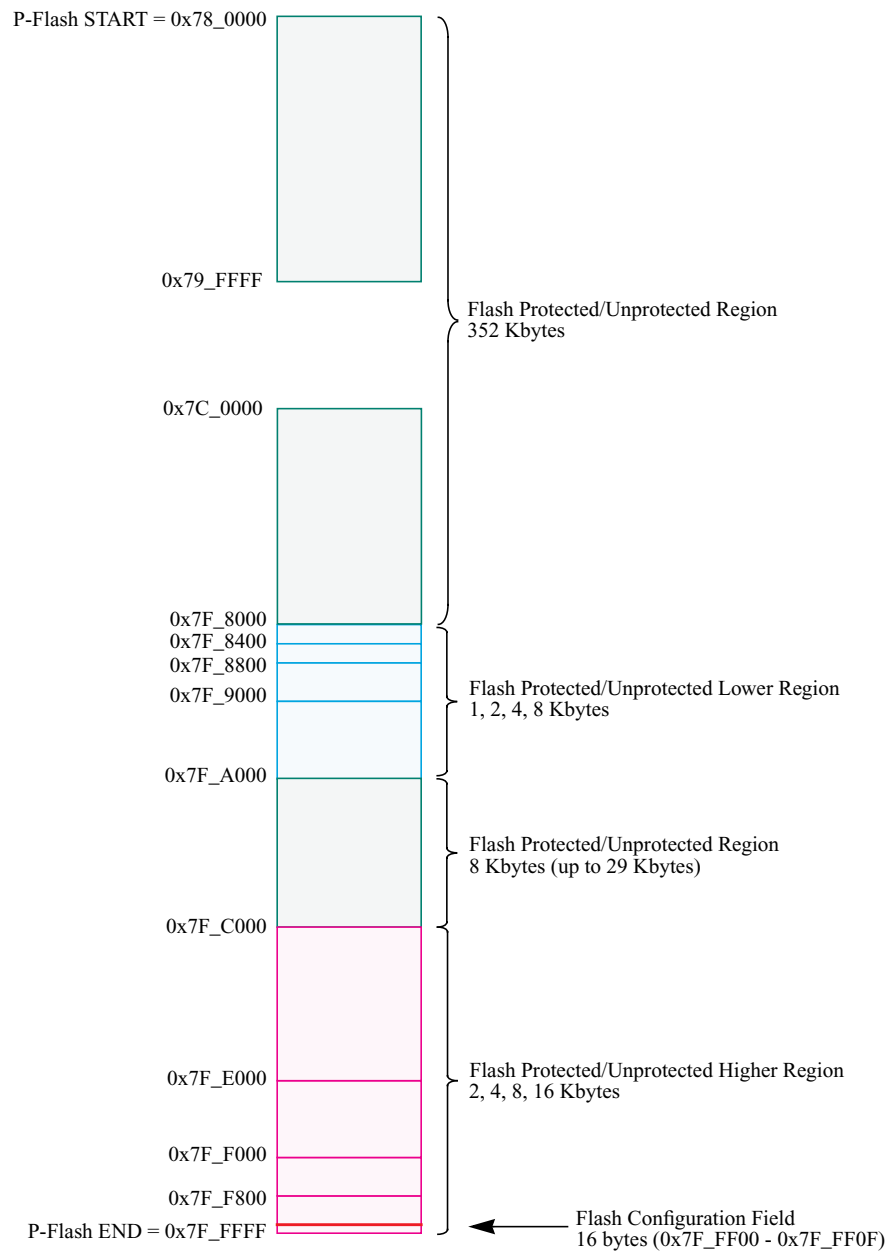 P-Flash START = 0x78_0000
0x79_FFFF
Flash Protected/Unprotected Region
352 Kbytes
0x7C_0000
0x7F_8000
0x7F_8400
0x7F_8800
0x7F_9000
Flash Protected/Unprotected Lower Region
1, 2, 4, 8 Kbytes
0x7F_A000
Flash Protected/Unprotected Region
8 Kbytes (up to 29 Kbytes)
0x7F_C000
Flash Protected/Unprotected Higher Region
2, 4, 8, 16 Kbytes
0x7F_E000
0x7F_F000
0x7F_F800
P-Flash END = 0x7F_FFFF
Flash Configuration Field
16 bytes (0x7F_FF00 - 0x7F_FF0F)